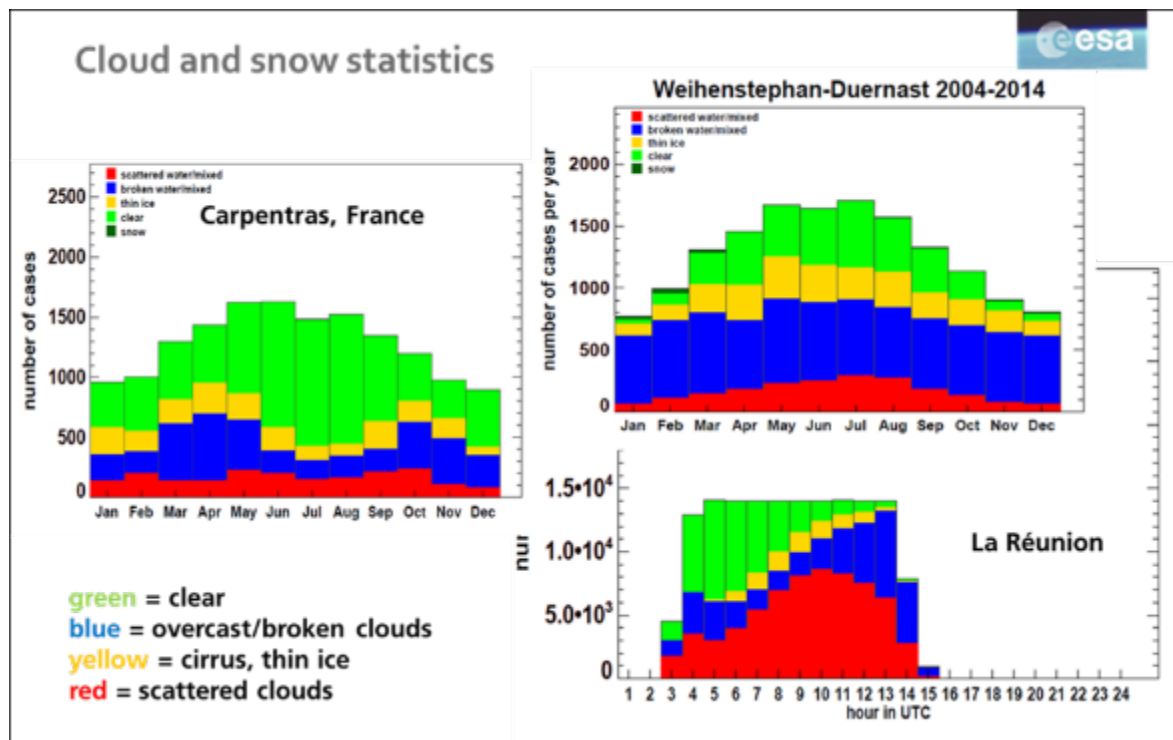 Cloud and snow statistics
esa
Weihenstephan-Duernast 2004-2014
scattered water/mixed
broken water/mixed
thin ice
clear
snow
number of cases per year
2000
1500
1000
500
0
Jan Feb Mar Apr May Jun Jul Aug Sep Oct Nov Dec
scattered water/mixed
broken water/mixed
thin ice
clear
snow
Carpentras, France
number of cases
2500
2000
1500
1000
500
0
Jan Feb Mar Apr May Jun Jul Aug Sep Oct Nov Dec
La Réunion
1.5•10⁴
1.0•10⁴
5.0•10³
0
1 2 3 4 5 6 7 8 9 10 11 12 13 14 15 16 17 18 19 20 21 22 23 24
hour in UTC
green = clear
blue = overcast/broken clouds
yellow = cirrus, thin ice
red = scattered clouds